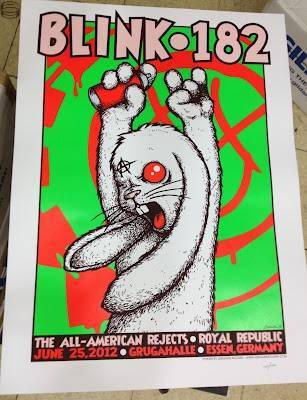 BLINK•182
THE ALL-AMERICAN REJECTS • ROYAL REPUBLIC
JUNE 25, 2012 • GRUGAHALLE • ESSEN, GERMANY